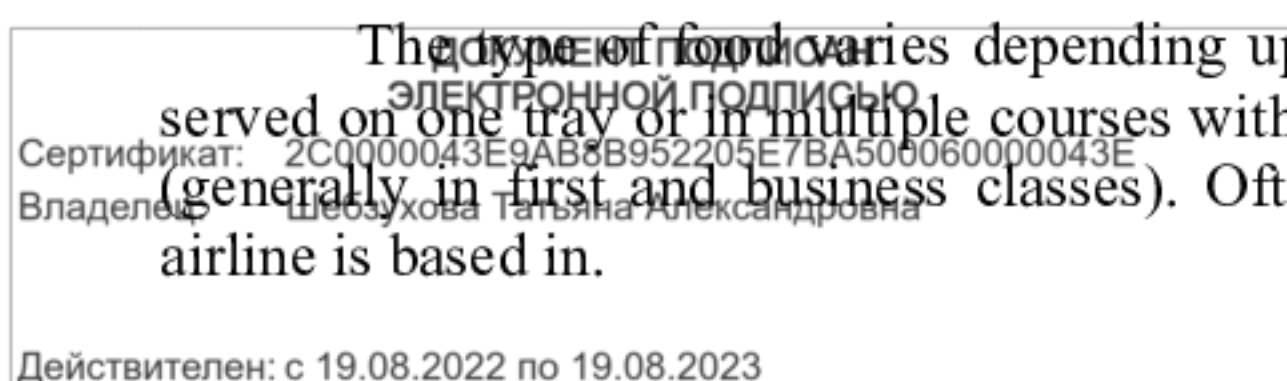 The type of food varies depending up
ДОКУМЕНТ ПОДПИСАН
ЭЛЕКТРОННОЙ ПОДПИСЬЮ
served on one tray or in multiple courses with
Сертификат: 2C0000043E9AB8B952205E7BA500060000043E
(generally in first and business classes). Oft
Владелец: Шебзухова Татьяна Александровна
airline is based in.
Действителен: с 19.08.2022 по 19.08.2023